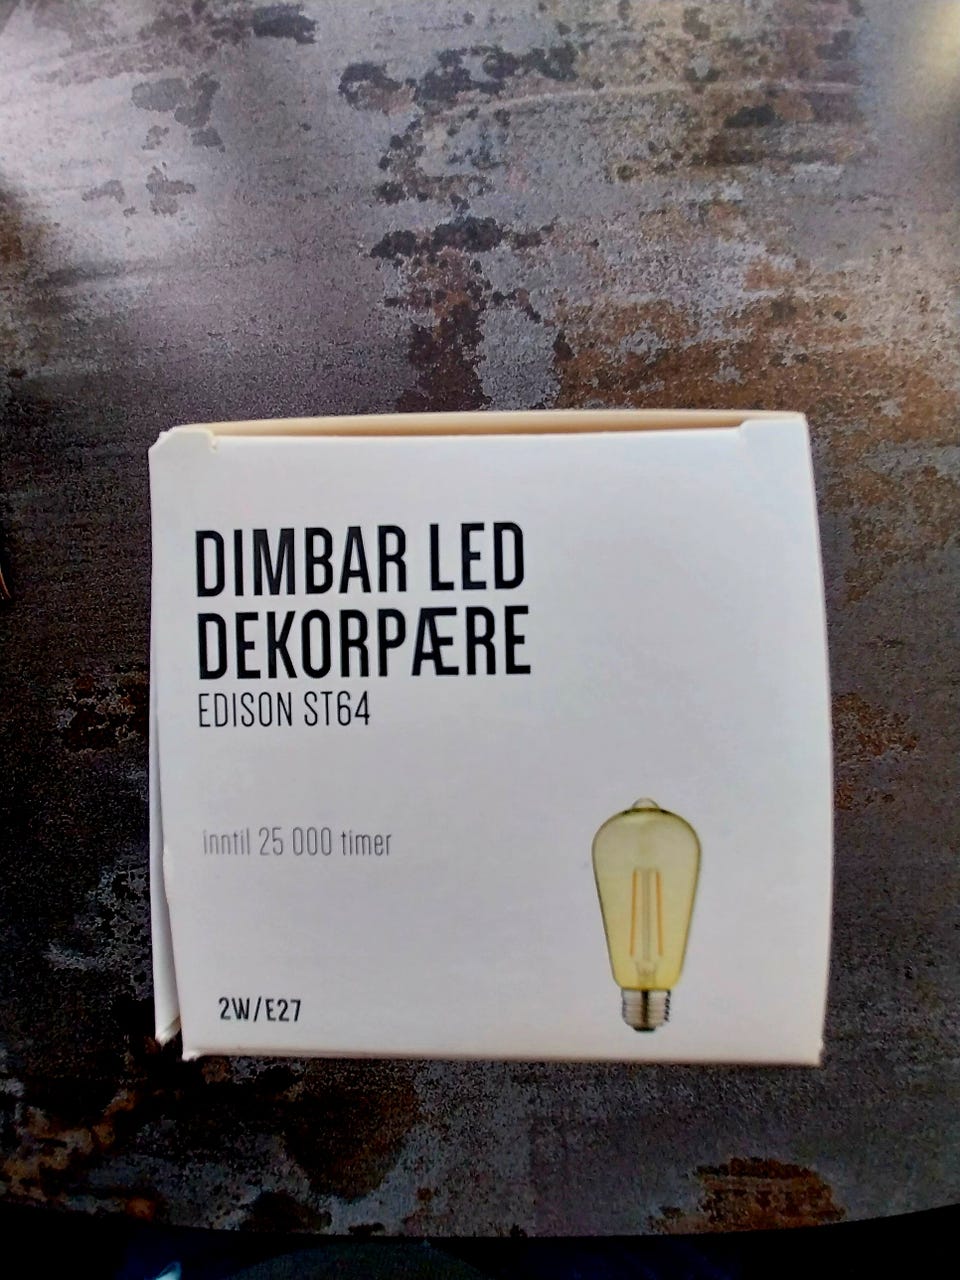 DIMBAR LED
DEKORPÆRE
EDISON ST64
inntil 25 000 timer
2W/E27